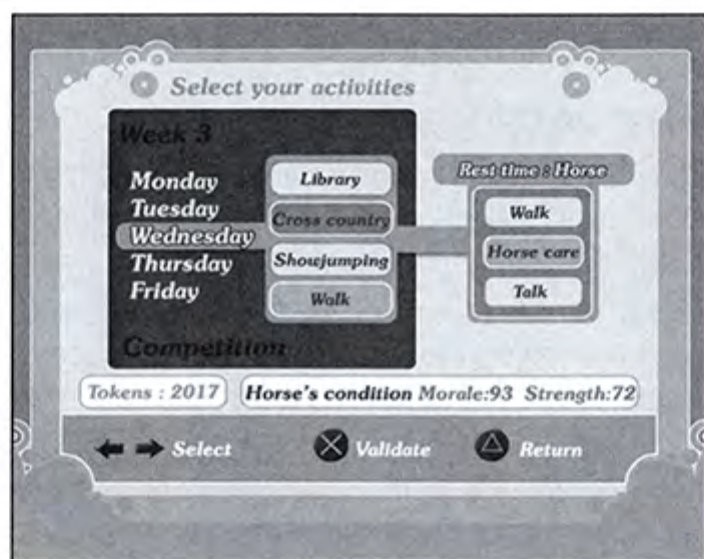 Select your activities
Week 3
Monday
Tuesday
Wednesday
Thursday
Friday
Competition
Library
Cross country
Showjumping
Walk
Rest time : Horse
Walk
Horse care
Talk
Tokens : 2017
Horse's condition Morale:93 Strength:72
Select
Validate
Return